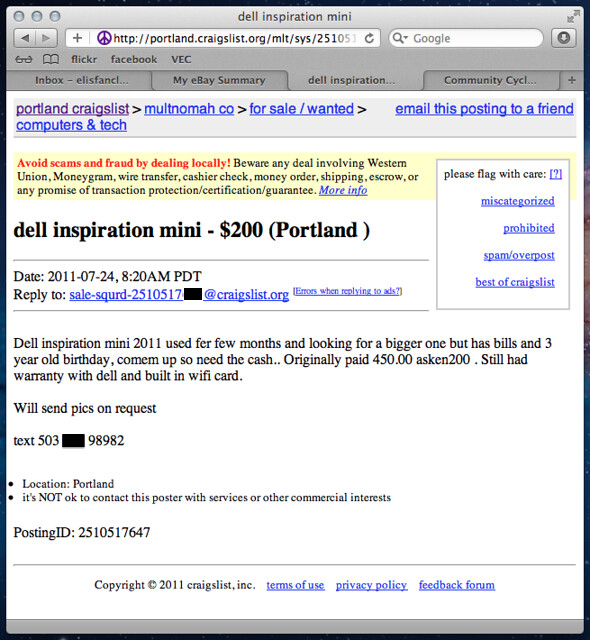 dell inspiration mini
http://portland.craigslist.org/mlt/sys/25105
Google
flickr facebook VEC
Inbox – elisfancl... My eBay Summary dell inspiration... Community Cycl...
portland craigslist > multnomah co > for sale / wanted > email this posting to a friend
computers & tech
Avoid scams and fraud by dealing locally! Beware any deal involving Western
Union, Moneygram, wire transfer, cashier check, money order, shipping, escrow, or
any promise of transaction protection/certification/guarantee. More info
please flag with care: [?]
miscategorized
prohibited
spam/overpost
best of craigslist
dell inspiration mini - $200 (Portland )
Date: 2011-07-24, 8:20AM PDT
Reply to: sale-squrd-2510517 @craigslist.org [Errors when replying to ads?]
Dell inspiration mini 2011 used fer few months and looking for a bigger one but has bills and 3
year old birthday, comem up so need the cash.. Originally paid 450.00 asken200 . Still had
warranty with dell and built in wifi card.
Will send pics on request
text 503 98982
Location: Portland
it's NOT ok to contact this poster with services or other commercial interests
PostingID: 2510517647
Copyright © 2011 craigslist, inc. terms of use privacy policy feedback forum